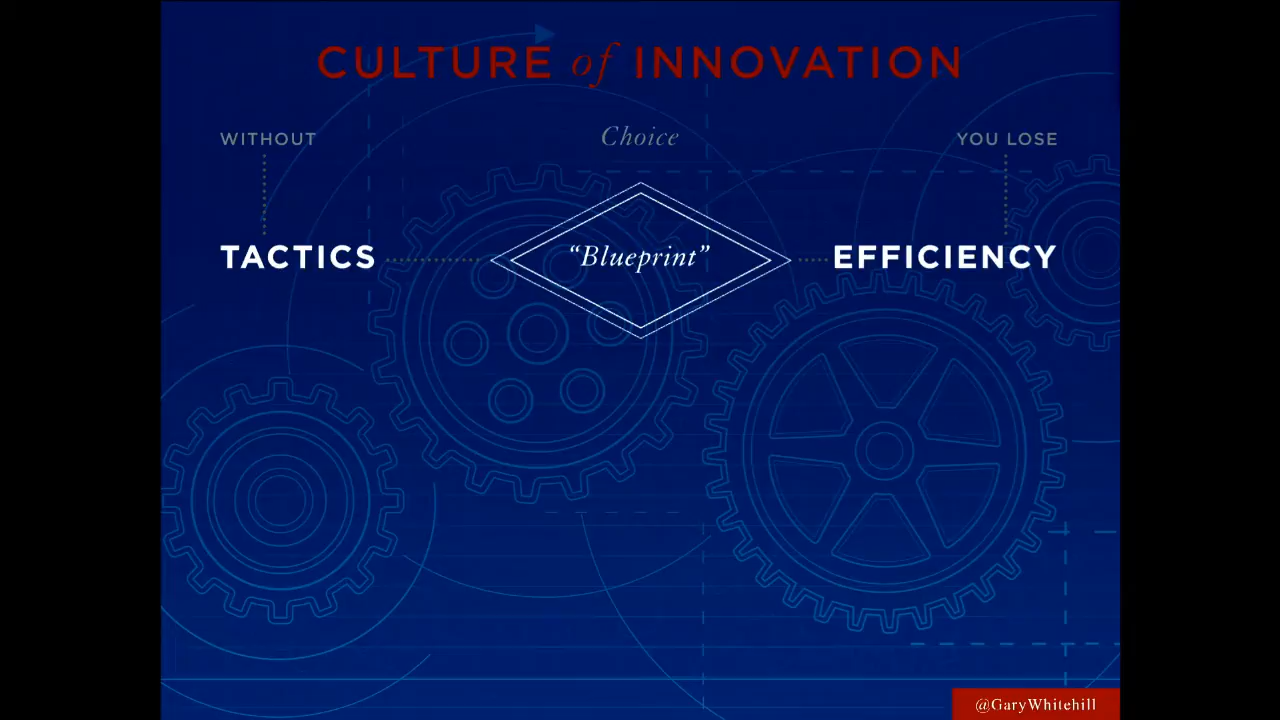 CULTURE of INNOVATION
WITHOUT Choice YOU LOSE
TACTICS “Blueprint” EFFICIENCY
@GaryWhitehill